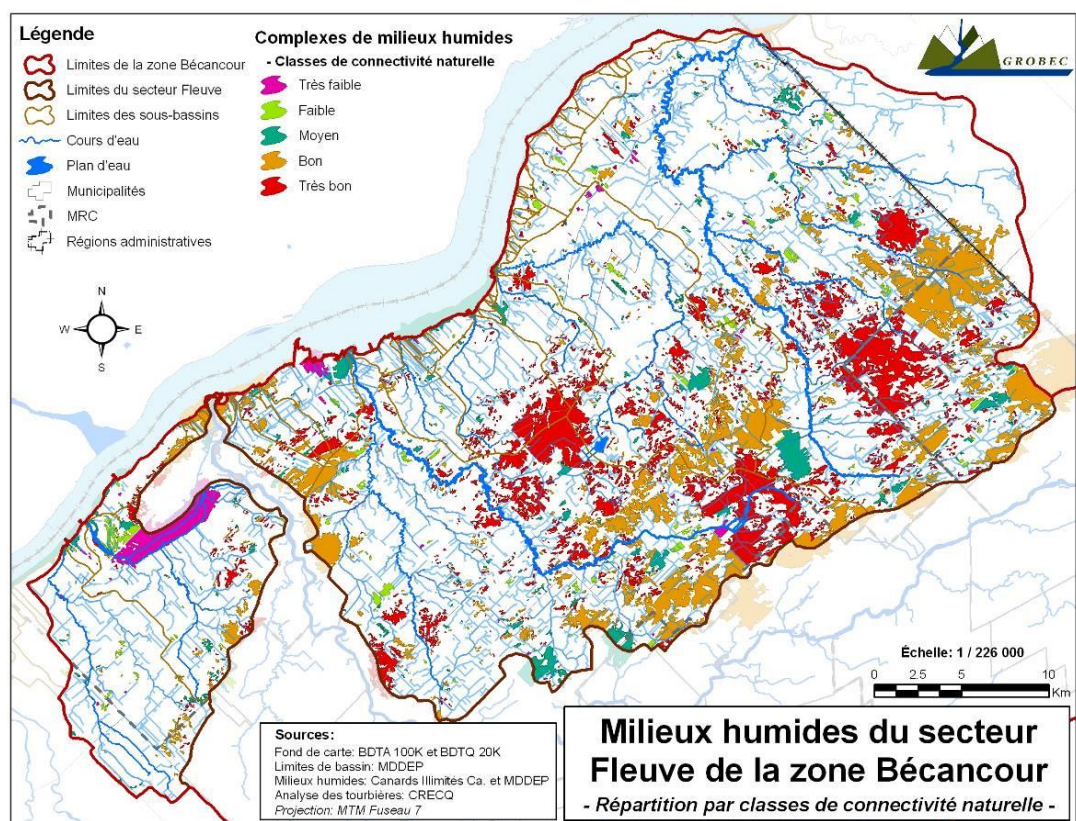 Légende
Limites de la zone Bécancour
Limites du secteur Fleuve
Limites des sous-bassins
Cours d'eau
Plan d'eau
Municipalités
MRC
Régions administratives
Complexes de milieux humides
- Classes de connectivité naturelle
Très faible
Faible
Moyen
Bon
Très bon
GROBEC
N
W E
S
Échelle: 1 / 226 000
0 2.5 5 10
Km
Sources:
Fond de carte: BDTA 100K et BDTQ 20K
Limites de bassin: MDDEP
Milieux humides: Canards Illimites Ca. et MDDEP
Analyse des tourbières: CRECQ
Projection: MTM Fuseau 7
Milieux humides du secteur
Fleuve de la zone Bécancour
- Répartition par classes de connectivité naturelle -